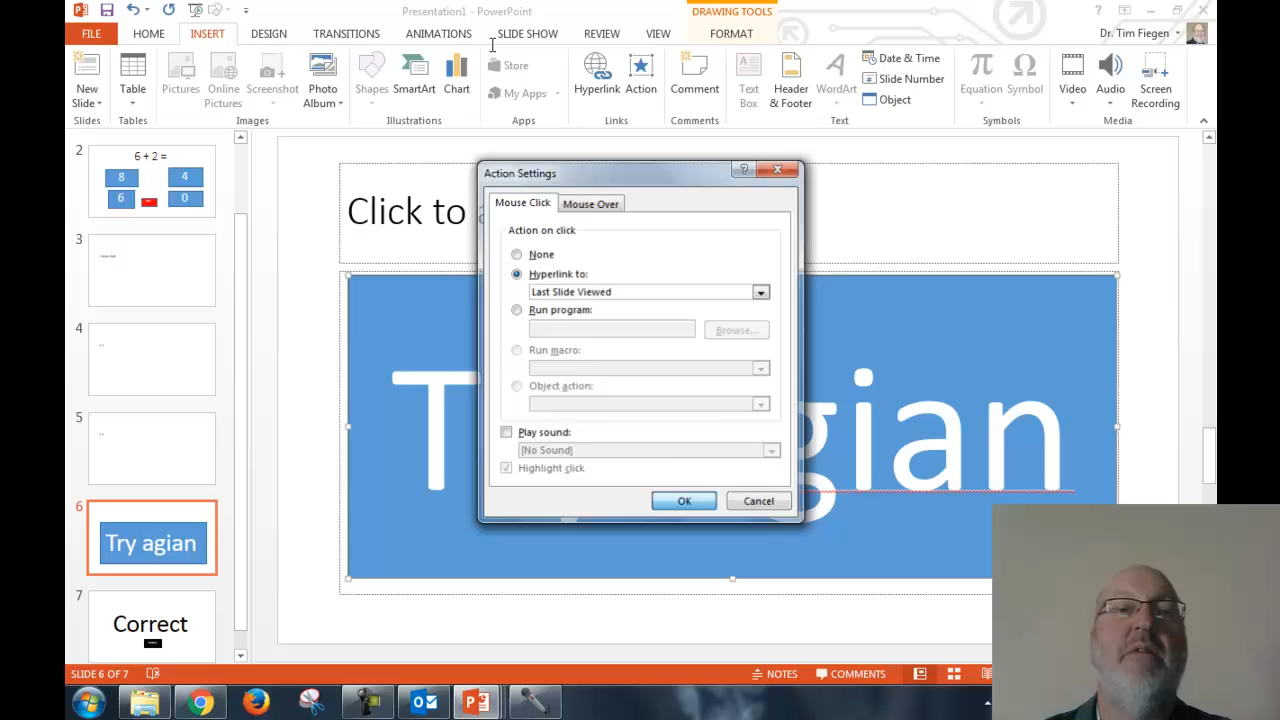 Presentation1 - PowerPoint
DRAWING TOOLS
?
FILE HOME INSERT DESIGN TRANSITIONS ANIMATIONS SLIDE SHOW REVIEW VIEW FORMAT
Dr. Tim Fiegen
New Slide
Table
Pictures
Online Pictures
Screenshot
Photo Album
Shapes
SmartArt
Chart
Store
My Apps
Hyperlink
Action
Comment
Text Box
Header & Footer
WordArt
Date & Time
Slide Number
Object
Equation
Symbol
Video
Audio
Screen Recording
Slides Tables Images Illustrations Apps Links Comments Text Symbols Media
2
6 + 2 =
8 4
6 0
3
4
5
6
Try agian
7
Correct
Click to
T gian
Action Settings
?
Mouse Click Mouse Over
Action on click
None
Hyperlink to:
Last Slide Viewed
Run program:
Browse...
Run macro:
Object action:
Play sound:
[No Sound]
Highlight click
OK Cancel
SLIDE 6 OF 7
NOTES COMMENTS